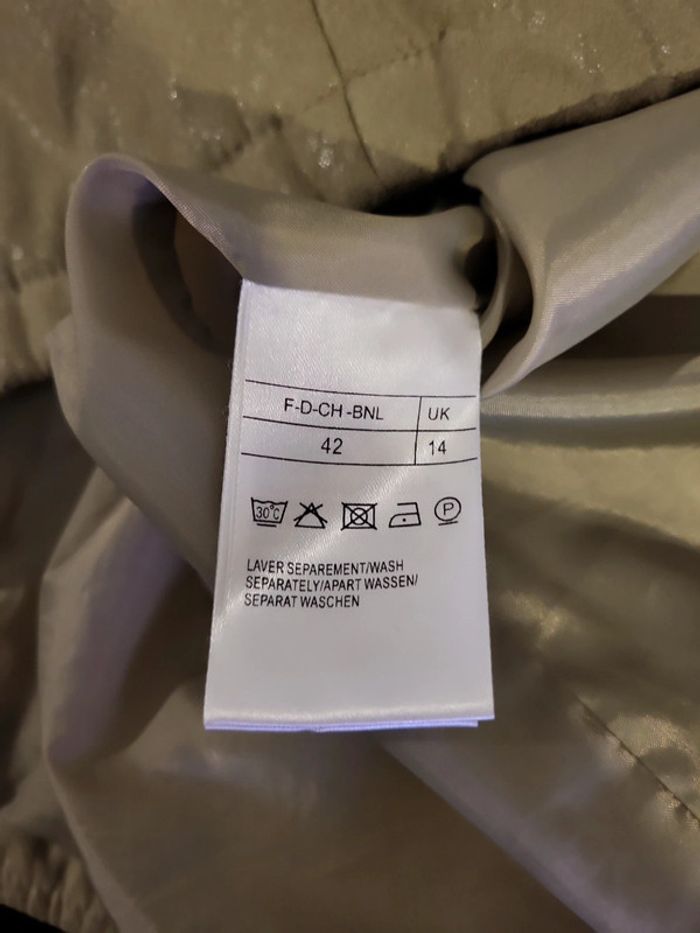 F-D-CH-BNL UK
42 14
30°C P
LAVER SEPAREMENT/WASH
SEPARATELY/APART WASSEN/
SEPARAT WASCHEN